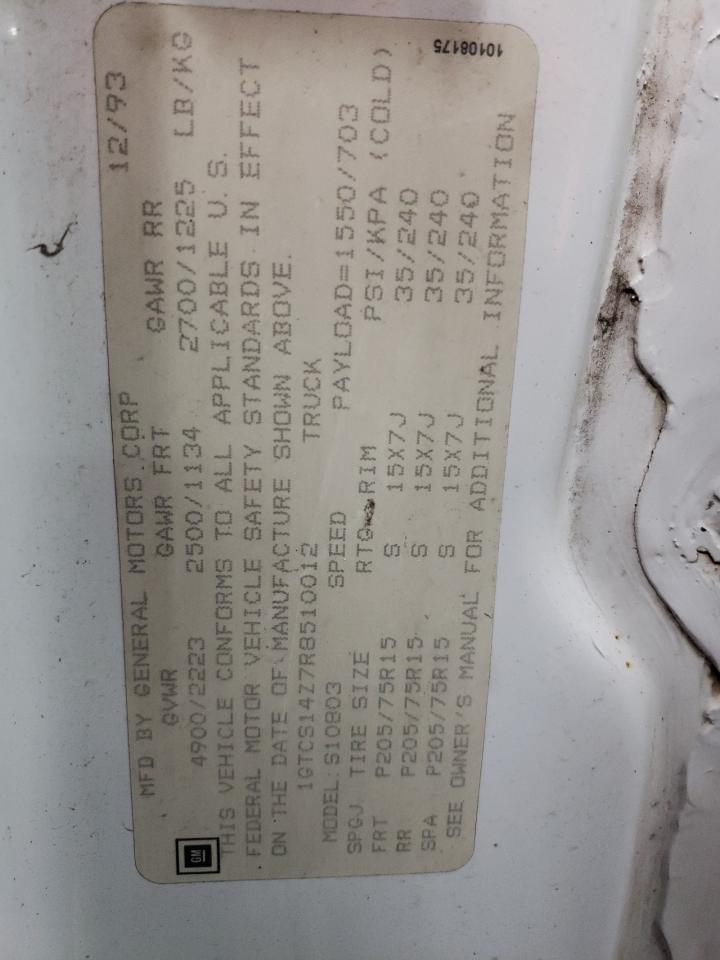 10108175
MFD BY GENERAL MOTORS CORP 12/93
GVWR GAWR FRT GAWR RR
4900/2223 2500/1134 2700/1225 LB/KG
THIS VEHICLE CONFORMS TO ALL APPLICABLE U.S.
FEDERAL MOTOR VEHICLE SAFETY STANDARDS IN EFFECT
ON THE DATE OF MANUFACTURE SHOWN ABOVE.
1GTCS14Z7R8510012 TRUCK
MODEL:S10803 PAYLOAD=1550/703
SPEED
SPGJ TIRE SIZE RTG RIM PSI/KPA (COLD)
FRT P205/75R15 S 15X7J 35/240
RR P205/75R15 S 15X7J 35/240
SPA P205/75R15 S 15X7J 35/240
SEE OWNER'S MANUAL FOR ADDITIONAL INFORMATION
GM